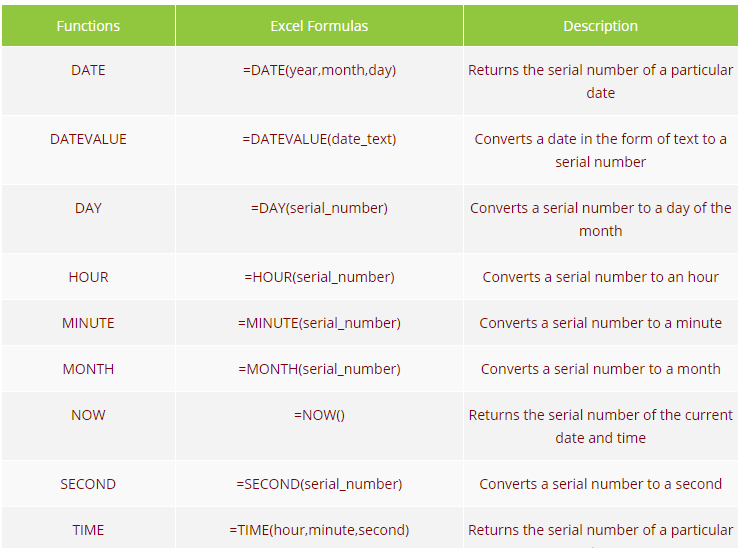 Functions Excel Formulas Description
DATE =DATE(year,month,day) Returns the serial number of a particular
date
DATEVALUE =DATEVALUE(date_text) Converts a date in the form of text to a
serial number
DAY =DAY(serial_number) Converts a serial number to a day of the
month
HOUR =HOUR(serial_number) Converts a serial number to an hour
MINUTE =MINUTE(serial_number) Converts a serial number to a minute
MONTH =MONTH(serial_number) Converts a serial number to a month
NOW =NOW() Returns the serial number of the current
date and time
SECOND =SECOND(serial_number) Converts a serial number to a second
TIME =TIME(hour,minute,second) Returns the serial number of a particular